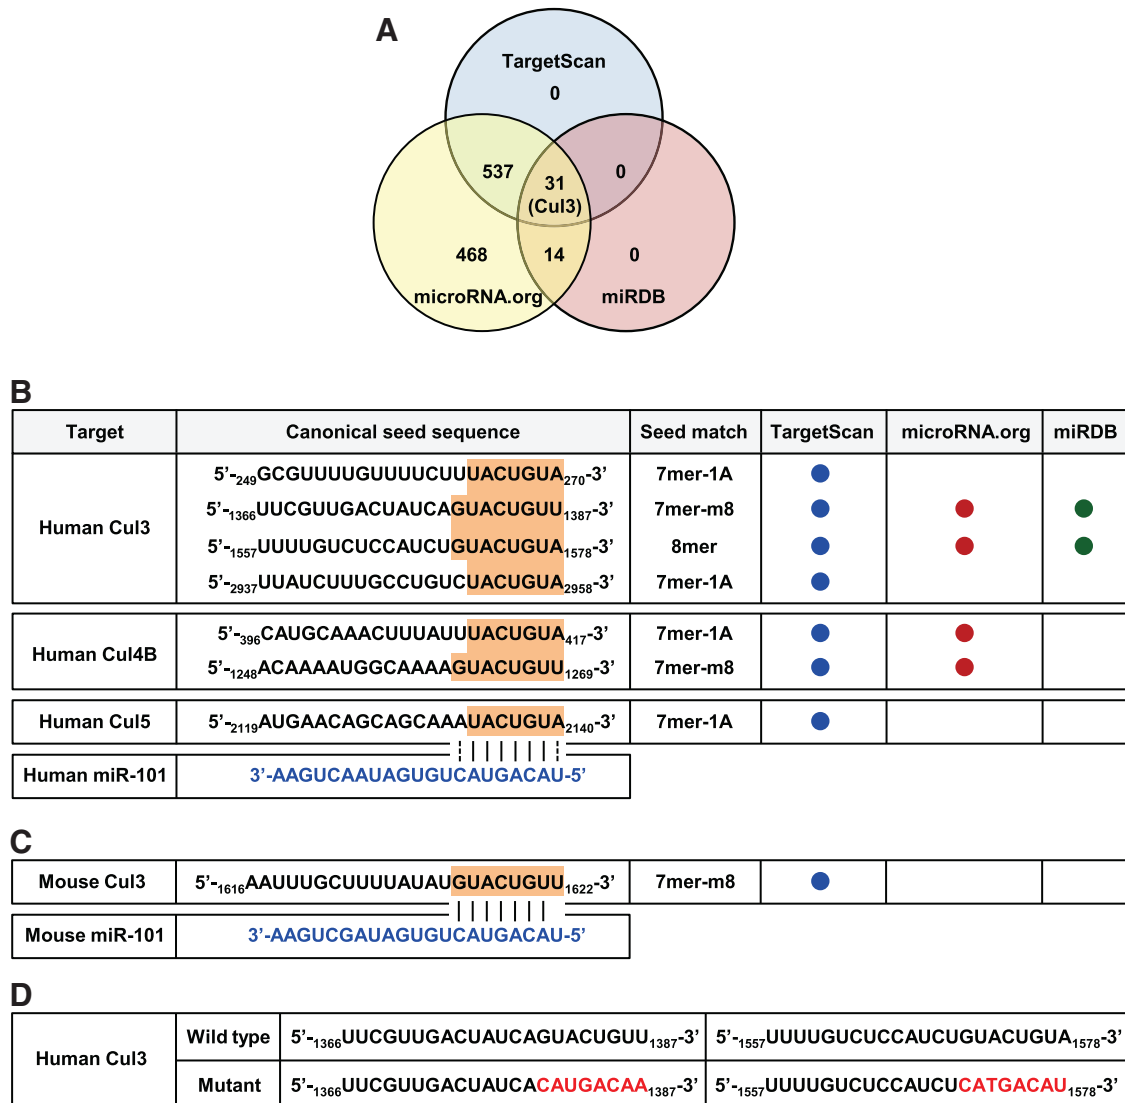 A
TargetScan
0
537
31
(Cul3)
0
468
14
0
microRNA.org
miRDB
B
Target Canonical seed sequence Seed match TargetScan microRNA.org miRDB
Human Cul3
5’-249GCGUUUUGUUUUCUUUACUGUA270-3’ 7mer-1A
5’-1366UUCGUUGACUAUCAGUACUGUU1387-3’ 7mer-m8
5’-1557UUUUGUCUCCAUCUGUACUGUA1578-3’ 8mer
5’-2937UUAUCUUUGCCUGUCUACUGUA2958-3’ 7mer-1A
Human Cul4B
5’-396CAUGCAAACUUUAUUUACUGUA417-3’ 7mer-1A
5’-1248ACAAAAUGGCAAAAGUACUGUU1269-3’ 7mer-m8
Human Cul5 5’-2119AUGAACAGCAGCAAAUACUGUA2140-3’ 7mer-1A
Human miR-101 3’-AAGUCAAUAGUGUCAUGACAU-5’
C
Mouse Cul3 5’-1616AAUUUGCUUUUAUAUGUACUGUU1622-3’ 7mer-m8
Mouse miR-101 3’-AAGUCGAUAGUGUCAUGACAU-5’
D
Human Cul3
Wild type 5’-1366UUCGUUGACUAUCAGUACUGUU1387-3’ 5’-1557UUUUGUCUCCAUCUGUACUGUA1578-3’
Mutant 5’-1366UUCGUUGACUAUCACAUGACAA1387-3’ 5’-1557UUUUGUCUCCAUCUCATGACAU1578-3’